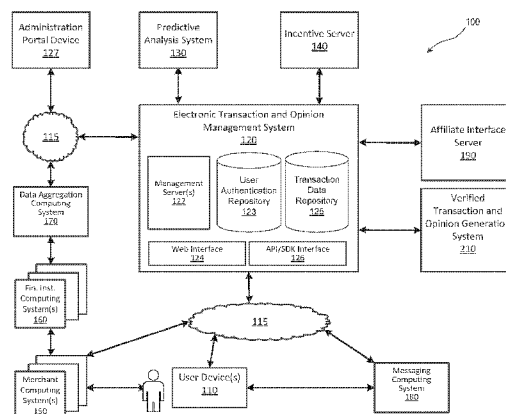 Administration
Portal Device
127
Predictive
Analysis System
130
Incentive Server
140
100
115
Electronic Transaction and Opinion
Management System
120
Management
Server(s)
122
User
Authentication
Repository
123
Transaction
Data
Repository
125
Web Interface
124
API/SDK Interface
126
Affiliate Interface
Server
190
Verified
Transaction and
Opinion Generation
System
210
Data Aggregation
Computing
System
170
Fin. Inst.
Computing
System(s)
160
115
Merchant
Computing
System(s)
150
User Device(s)
110
Messaging
Computing System
180